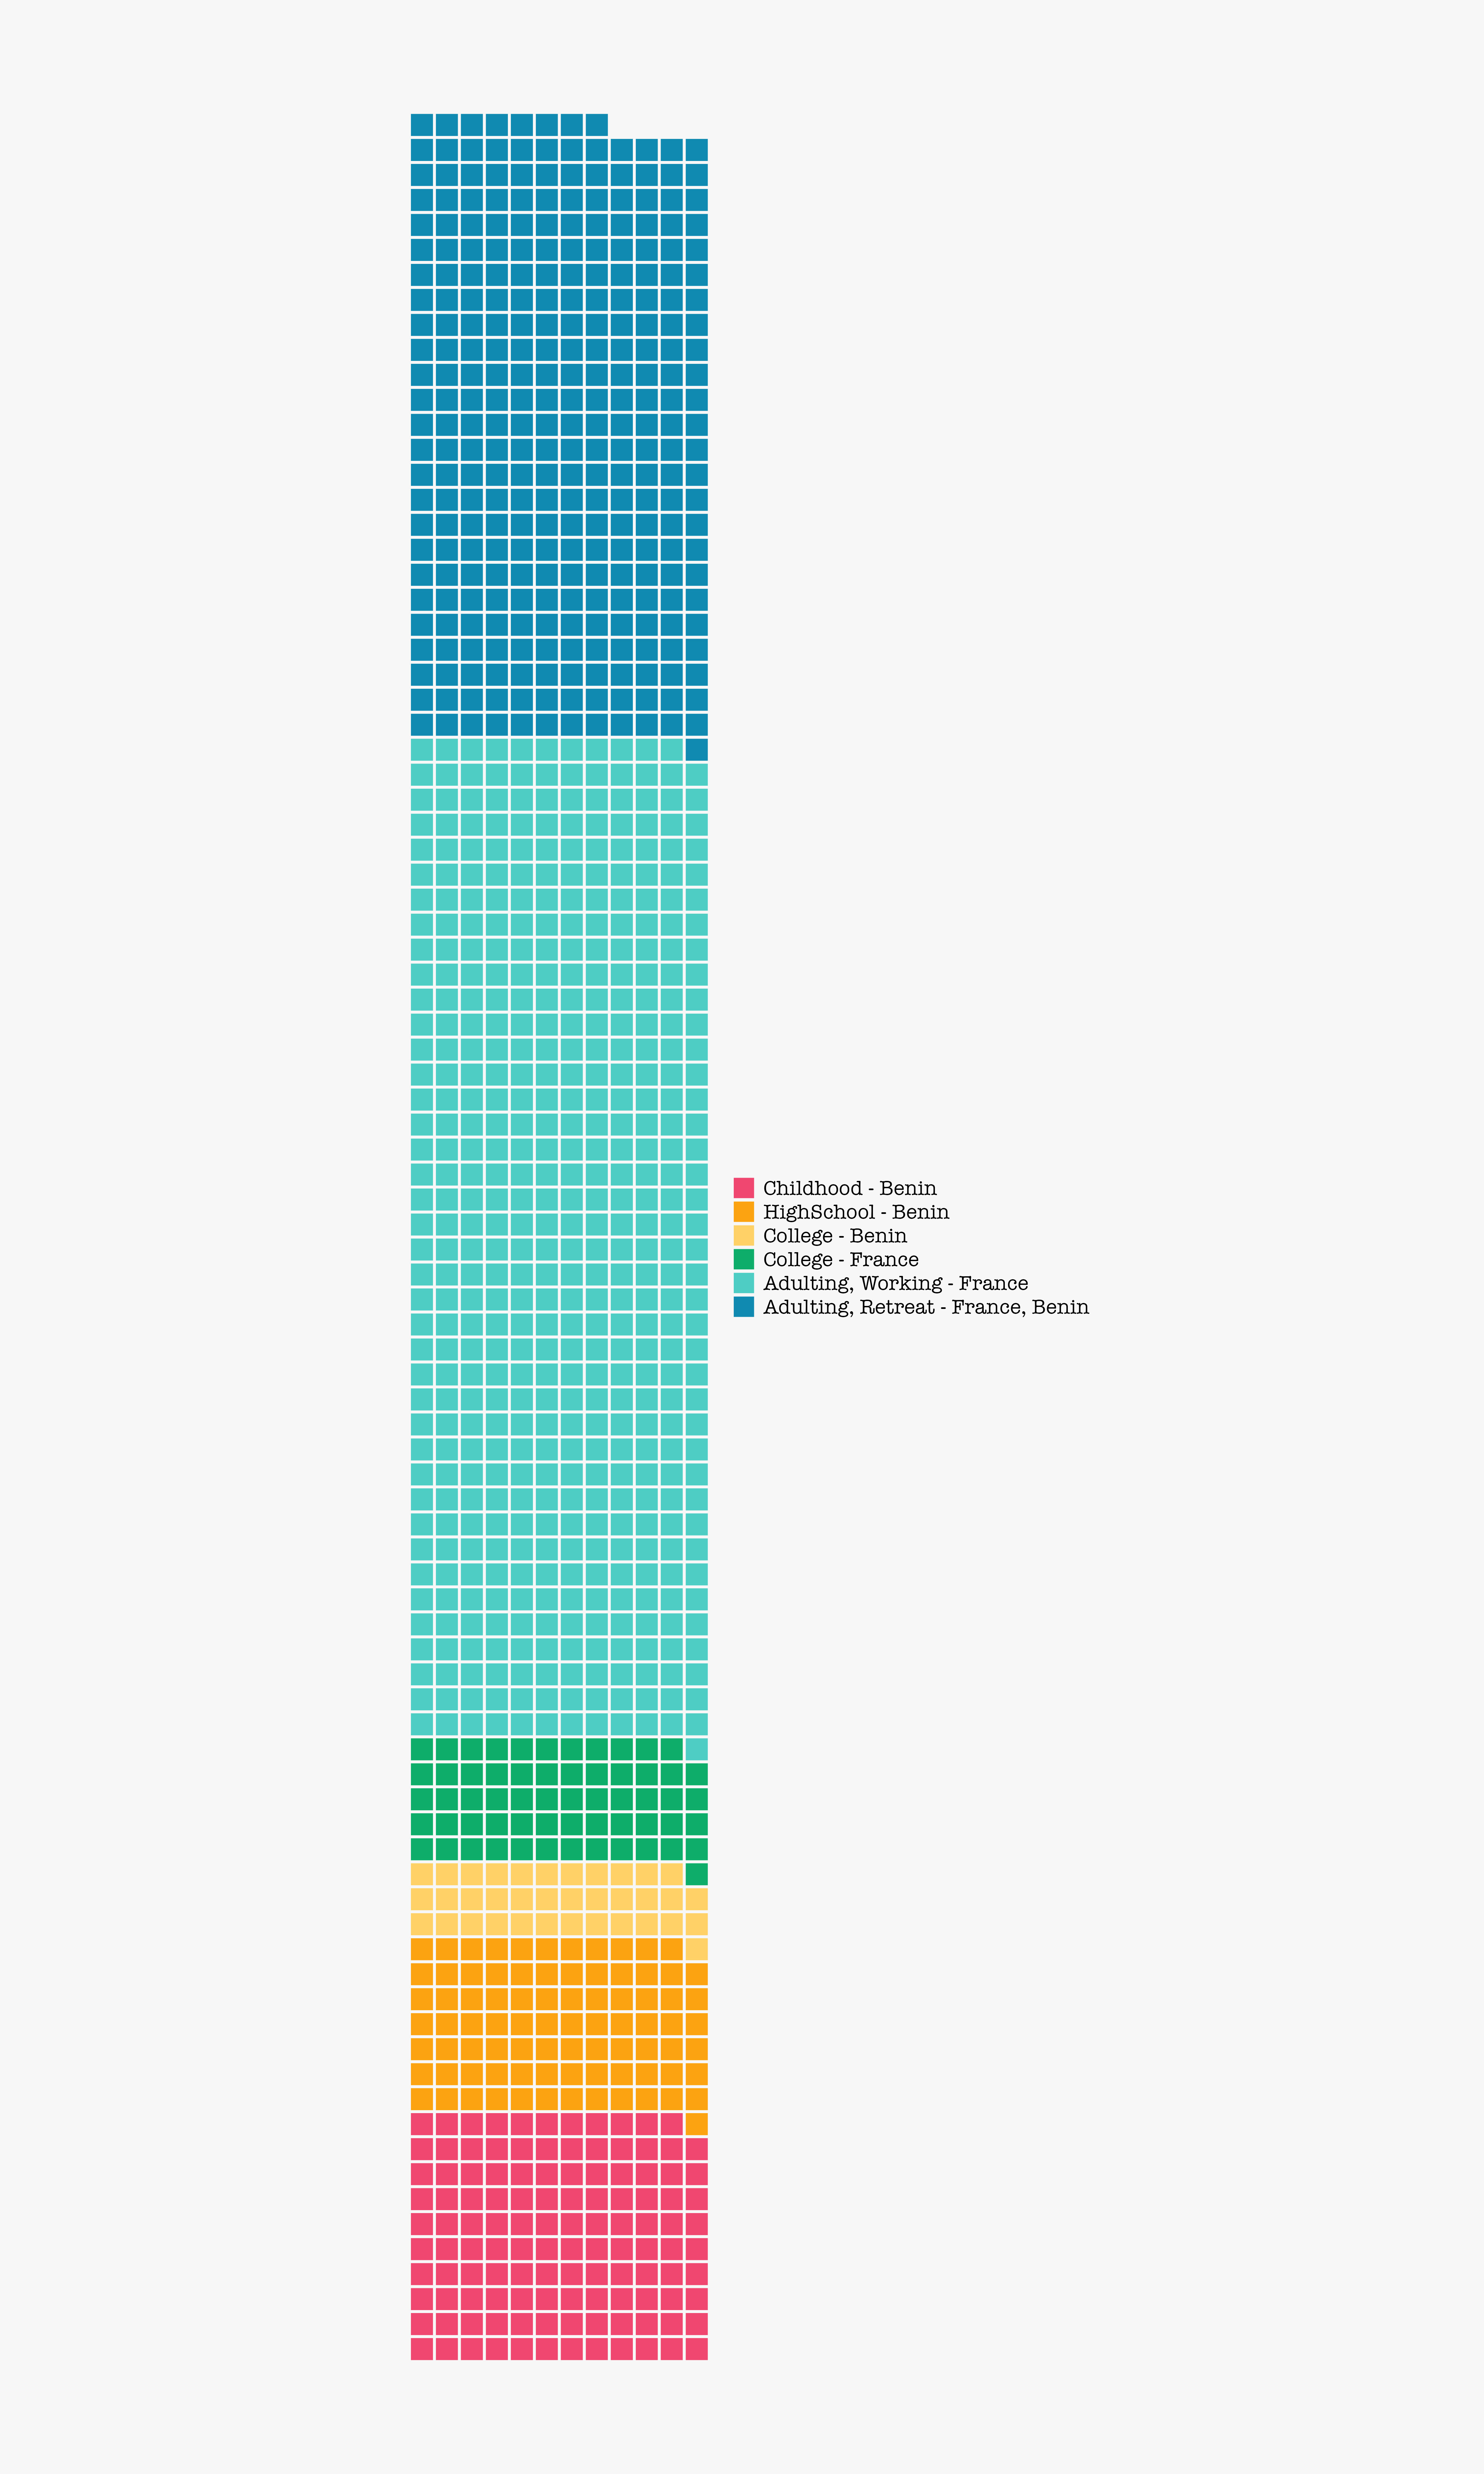 Childhood - Benin
HighSchool - Benin
College - Benin
College - France
Adulting, Working - France
Adulting, Retreat - France, Benin